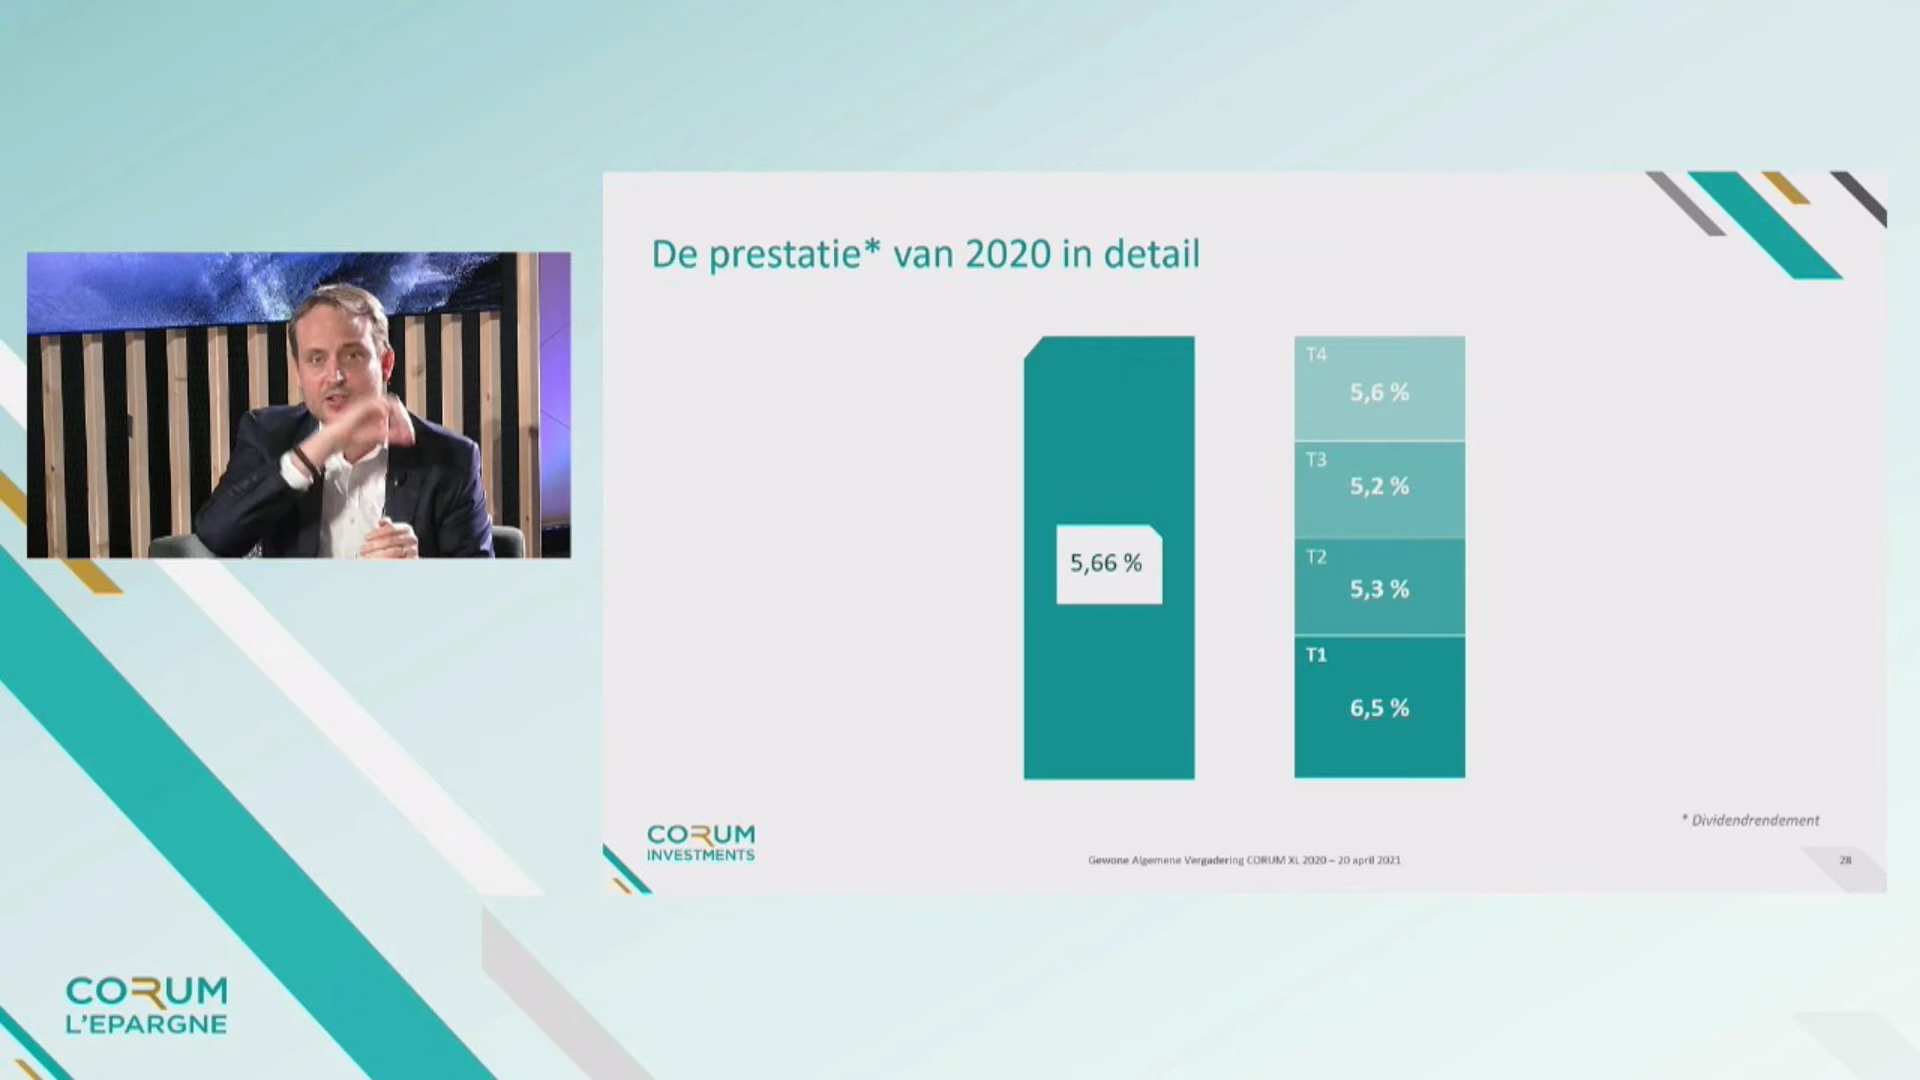 De prestatie* van 2020 in detail
5,66 %
T4
5,6 %
T3
5,2 %
T2
5,3 %
T1
6,5 %
* Dividendrendement
CORUM
INVESTMENTS
Gewone Algemene Vergadering CORUM XL 2020 – 20 april 2021
28
CORUM
L'EPARGNE